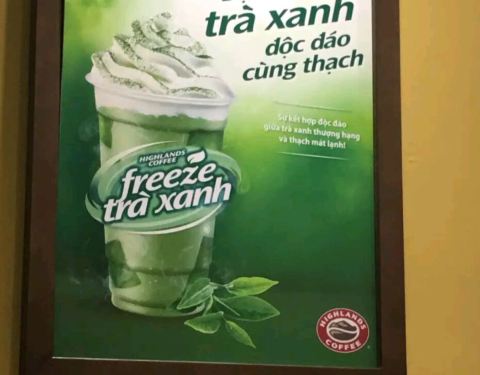 trà xanh
độc đáo
cùng thạch
Sự kết hợp độc đáo
giữa trà xanh thượng hạng
và thạch mát lạnh!
HIGHLANDS
COFFEE
freeze
trà xanh
HIGHLANDS
COFFEE